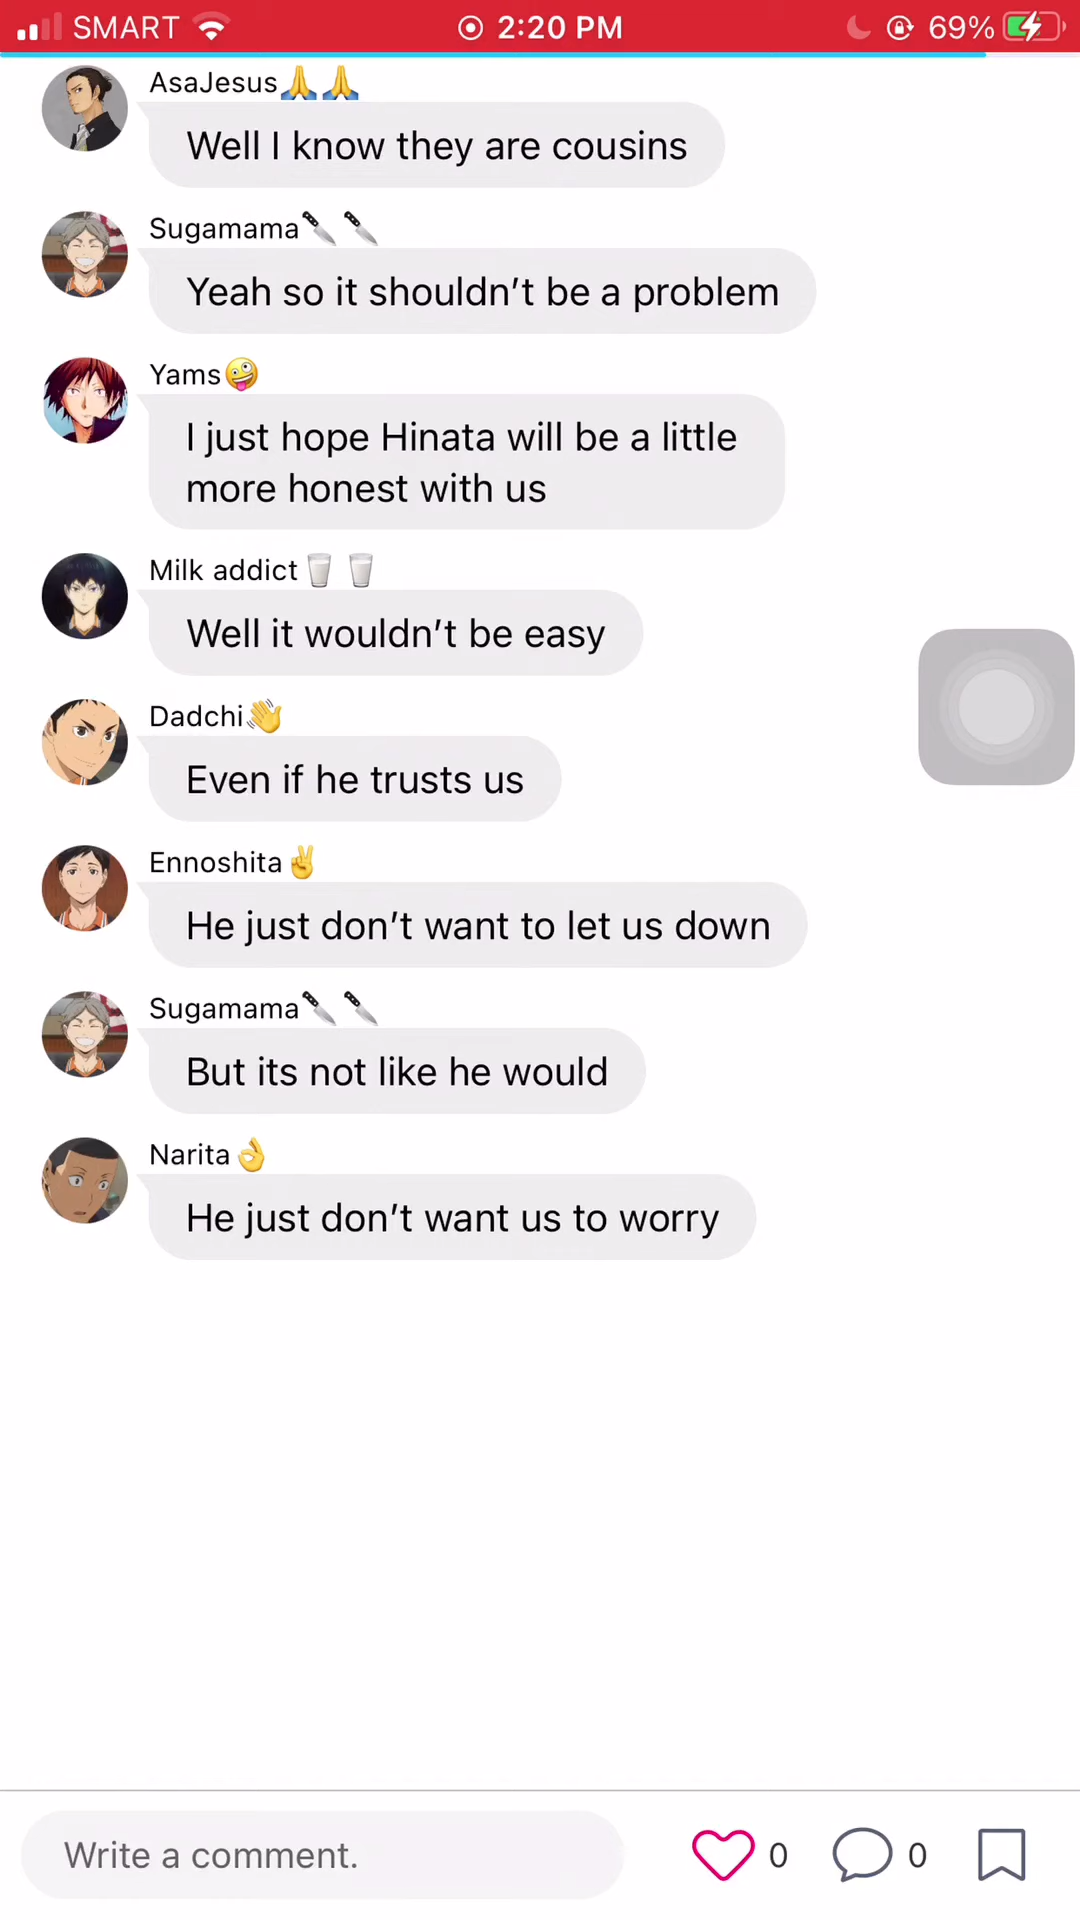 SMART 2:20 PM 69%
AsaJesus🙏🙏
Well I know they are cousins
Sugamama🔪🔪
Yeah so it shouldn’t be a problem
Yams🤪
I just hope Hinata will be a little
more honest with us
Milk addict🥛🥛
Well it wouldn’t be easy
Dadchi👋
Even if he trusts us
Ennoshita✌️
He just don’t want to let us down
Sugamama🔪🔪
But its not like he would
Narita👌
He just don’t want us to worry
Write a comment. 0 0